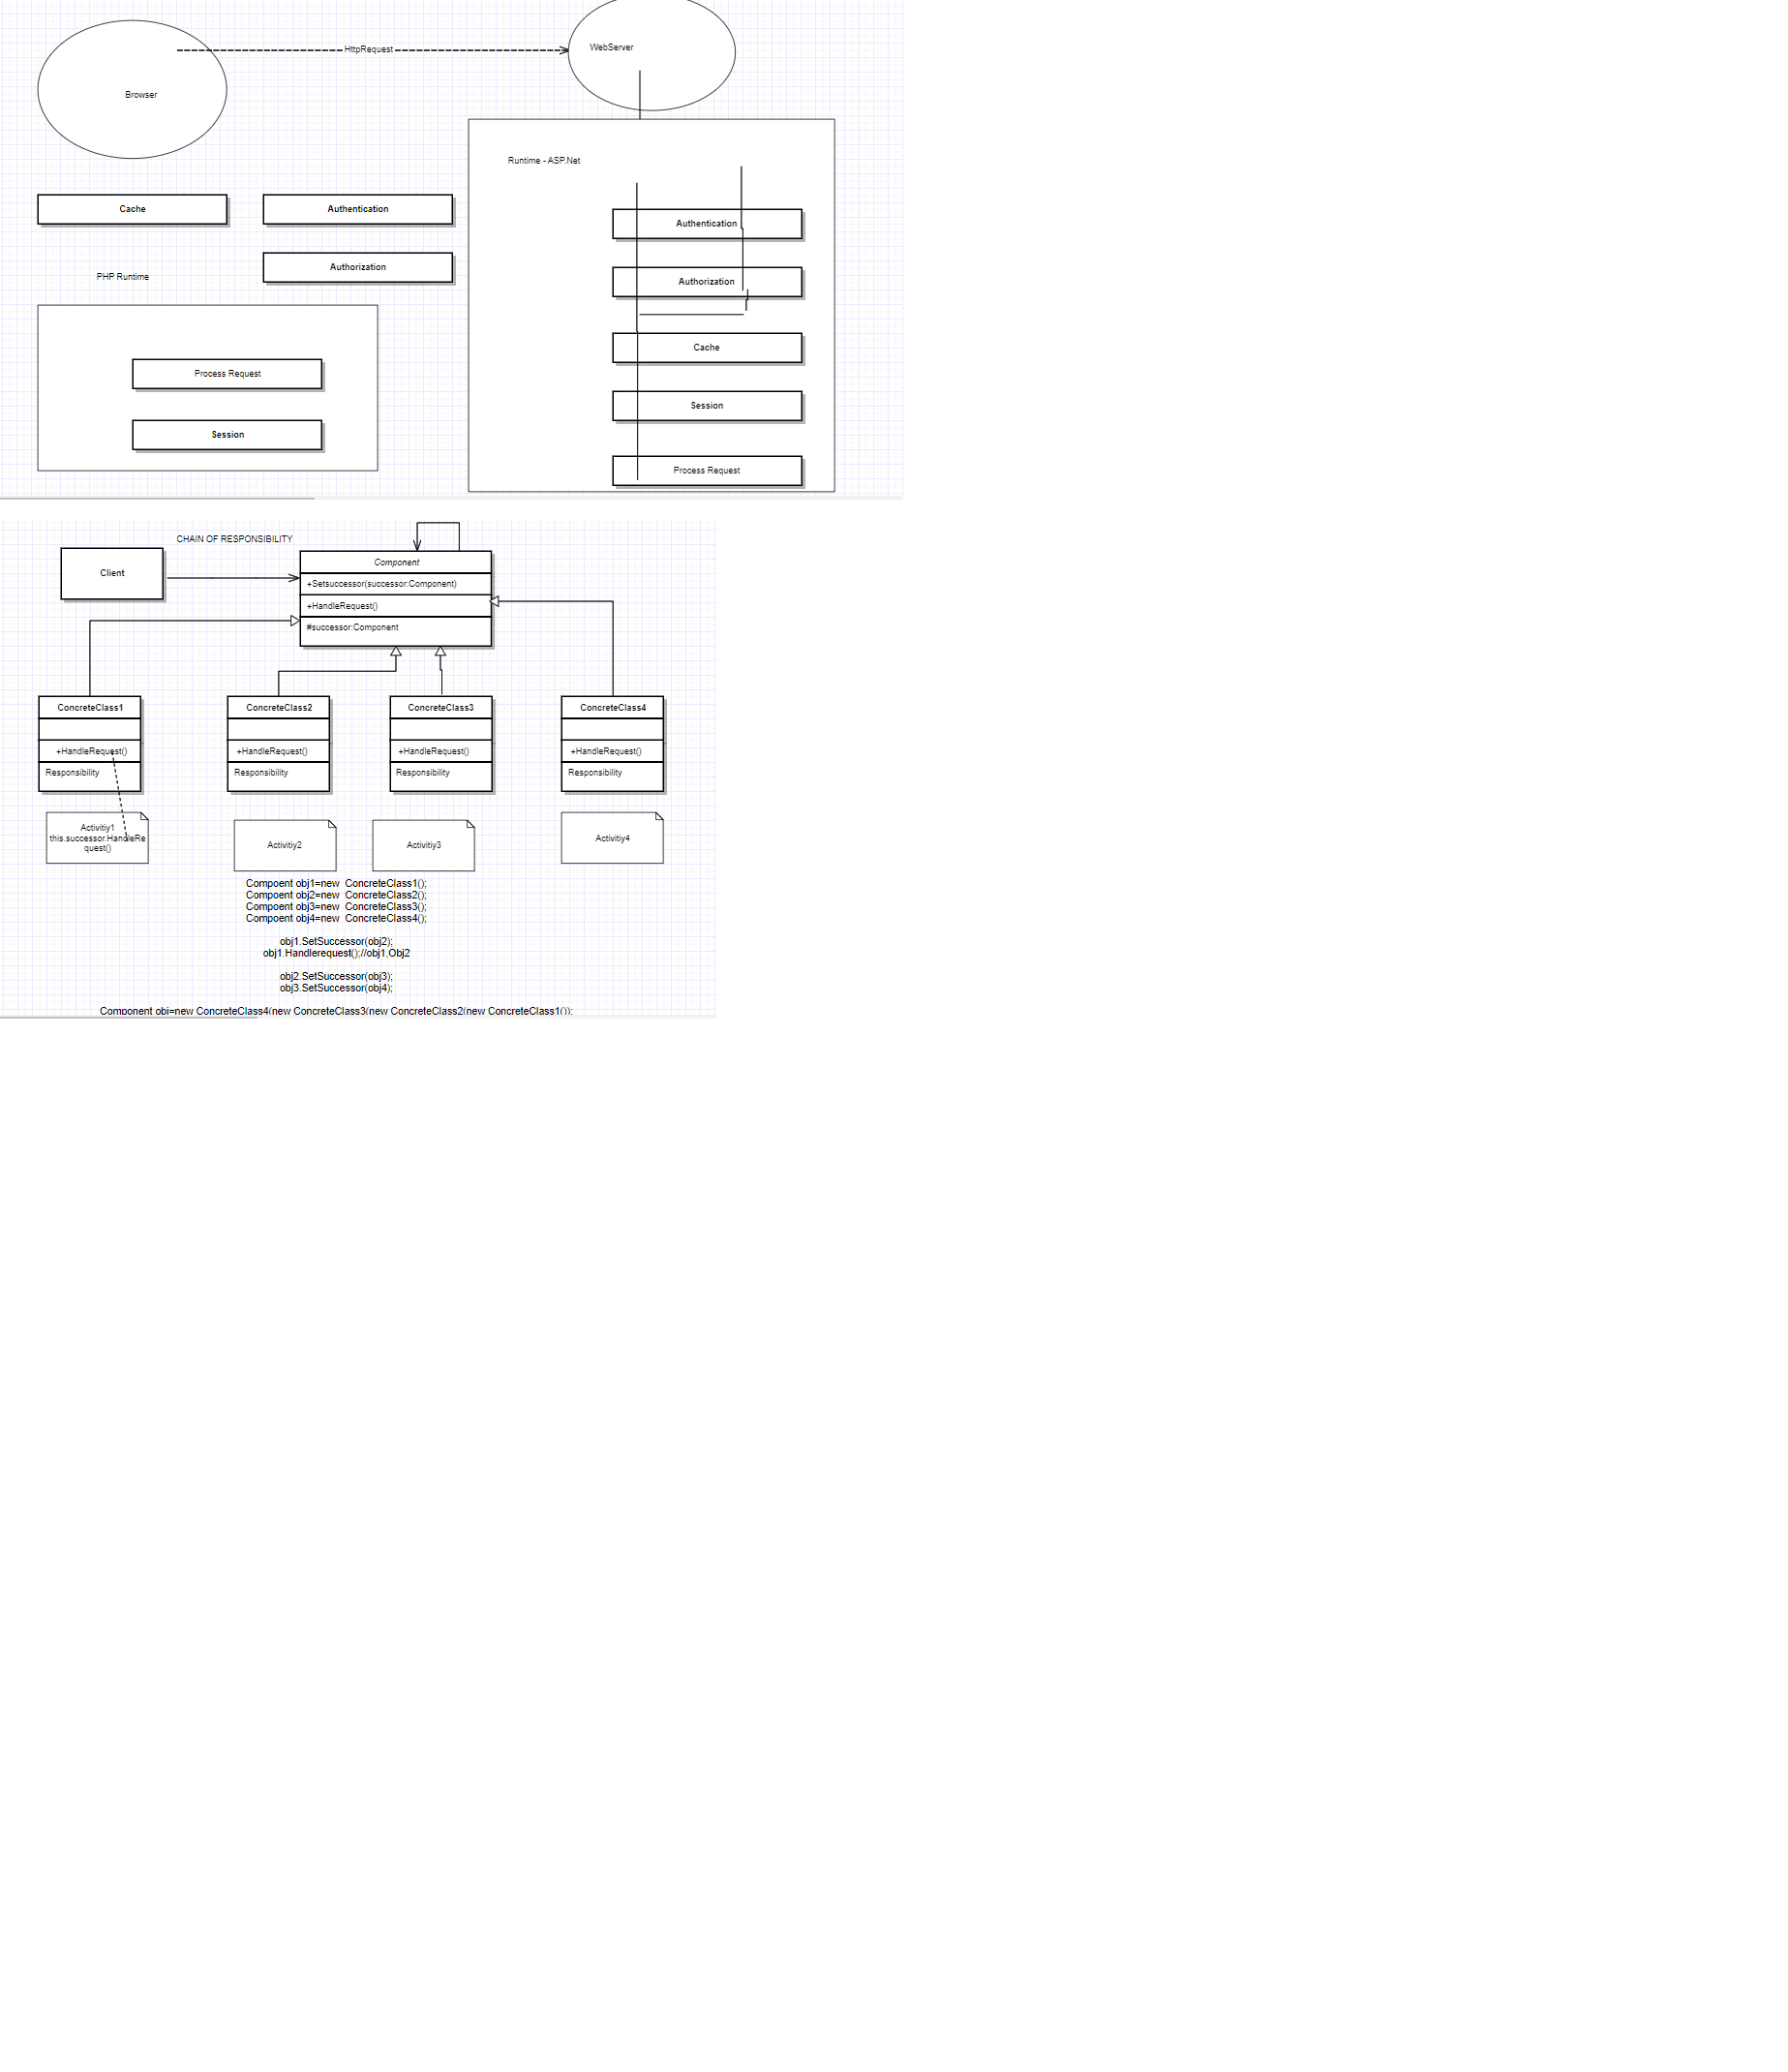 HttpRequest
WebServer
Browser
Runtime - ASP.Net
Cache
Authentication
Authentication
Authorization
PHP Runtime
Authorization
Cache
Process Request
Session
Session
Process Request
CHAIN OF RESPONSIBILITY
Client
Component
+Setsuccessor(successor:Component)
+HandleRequest()
#successor:Component
ConcreteClass1
+HandleRequest()
Responsibility
ConcreteClass2
+HandleRequest()
Responsibility
ConcreteClass3
+HandleRequest()
Responsibility
ConcreteClass4
+HandleRequest()
Responsibility
Activitiy1
this.successor.HandleRe
quest()
Activitiy2
Activitiy3
Activitiy4
Compoent obj1=new  ConcreteClass1();
Compoent obj2=new  ConcreteClass2();
Compoent obj3=new  ConcreteClass3();
Compoent obj4=new  ConcreteClass4();
obj1.SetSuccessor(obj2);
obj1.Handlerequest();//obj1,Obj2
obj2.SetSuccessor(obj3);
obj3.SetSuccessor(obj4);
Component obj=new ConcreteClass4(new ConcreteClass3(new ConcreteClass2(new ConcreteClass1());